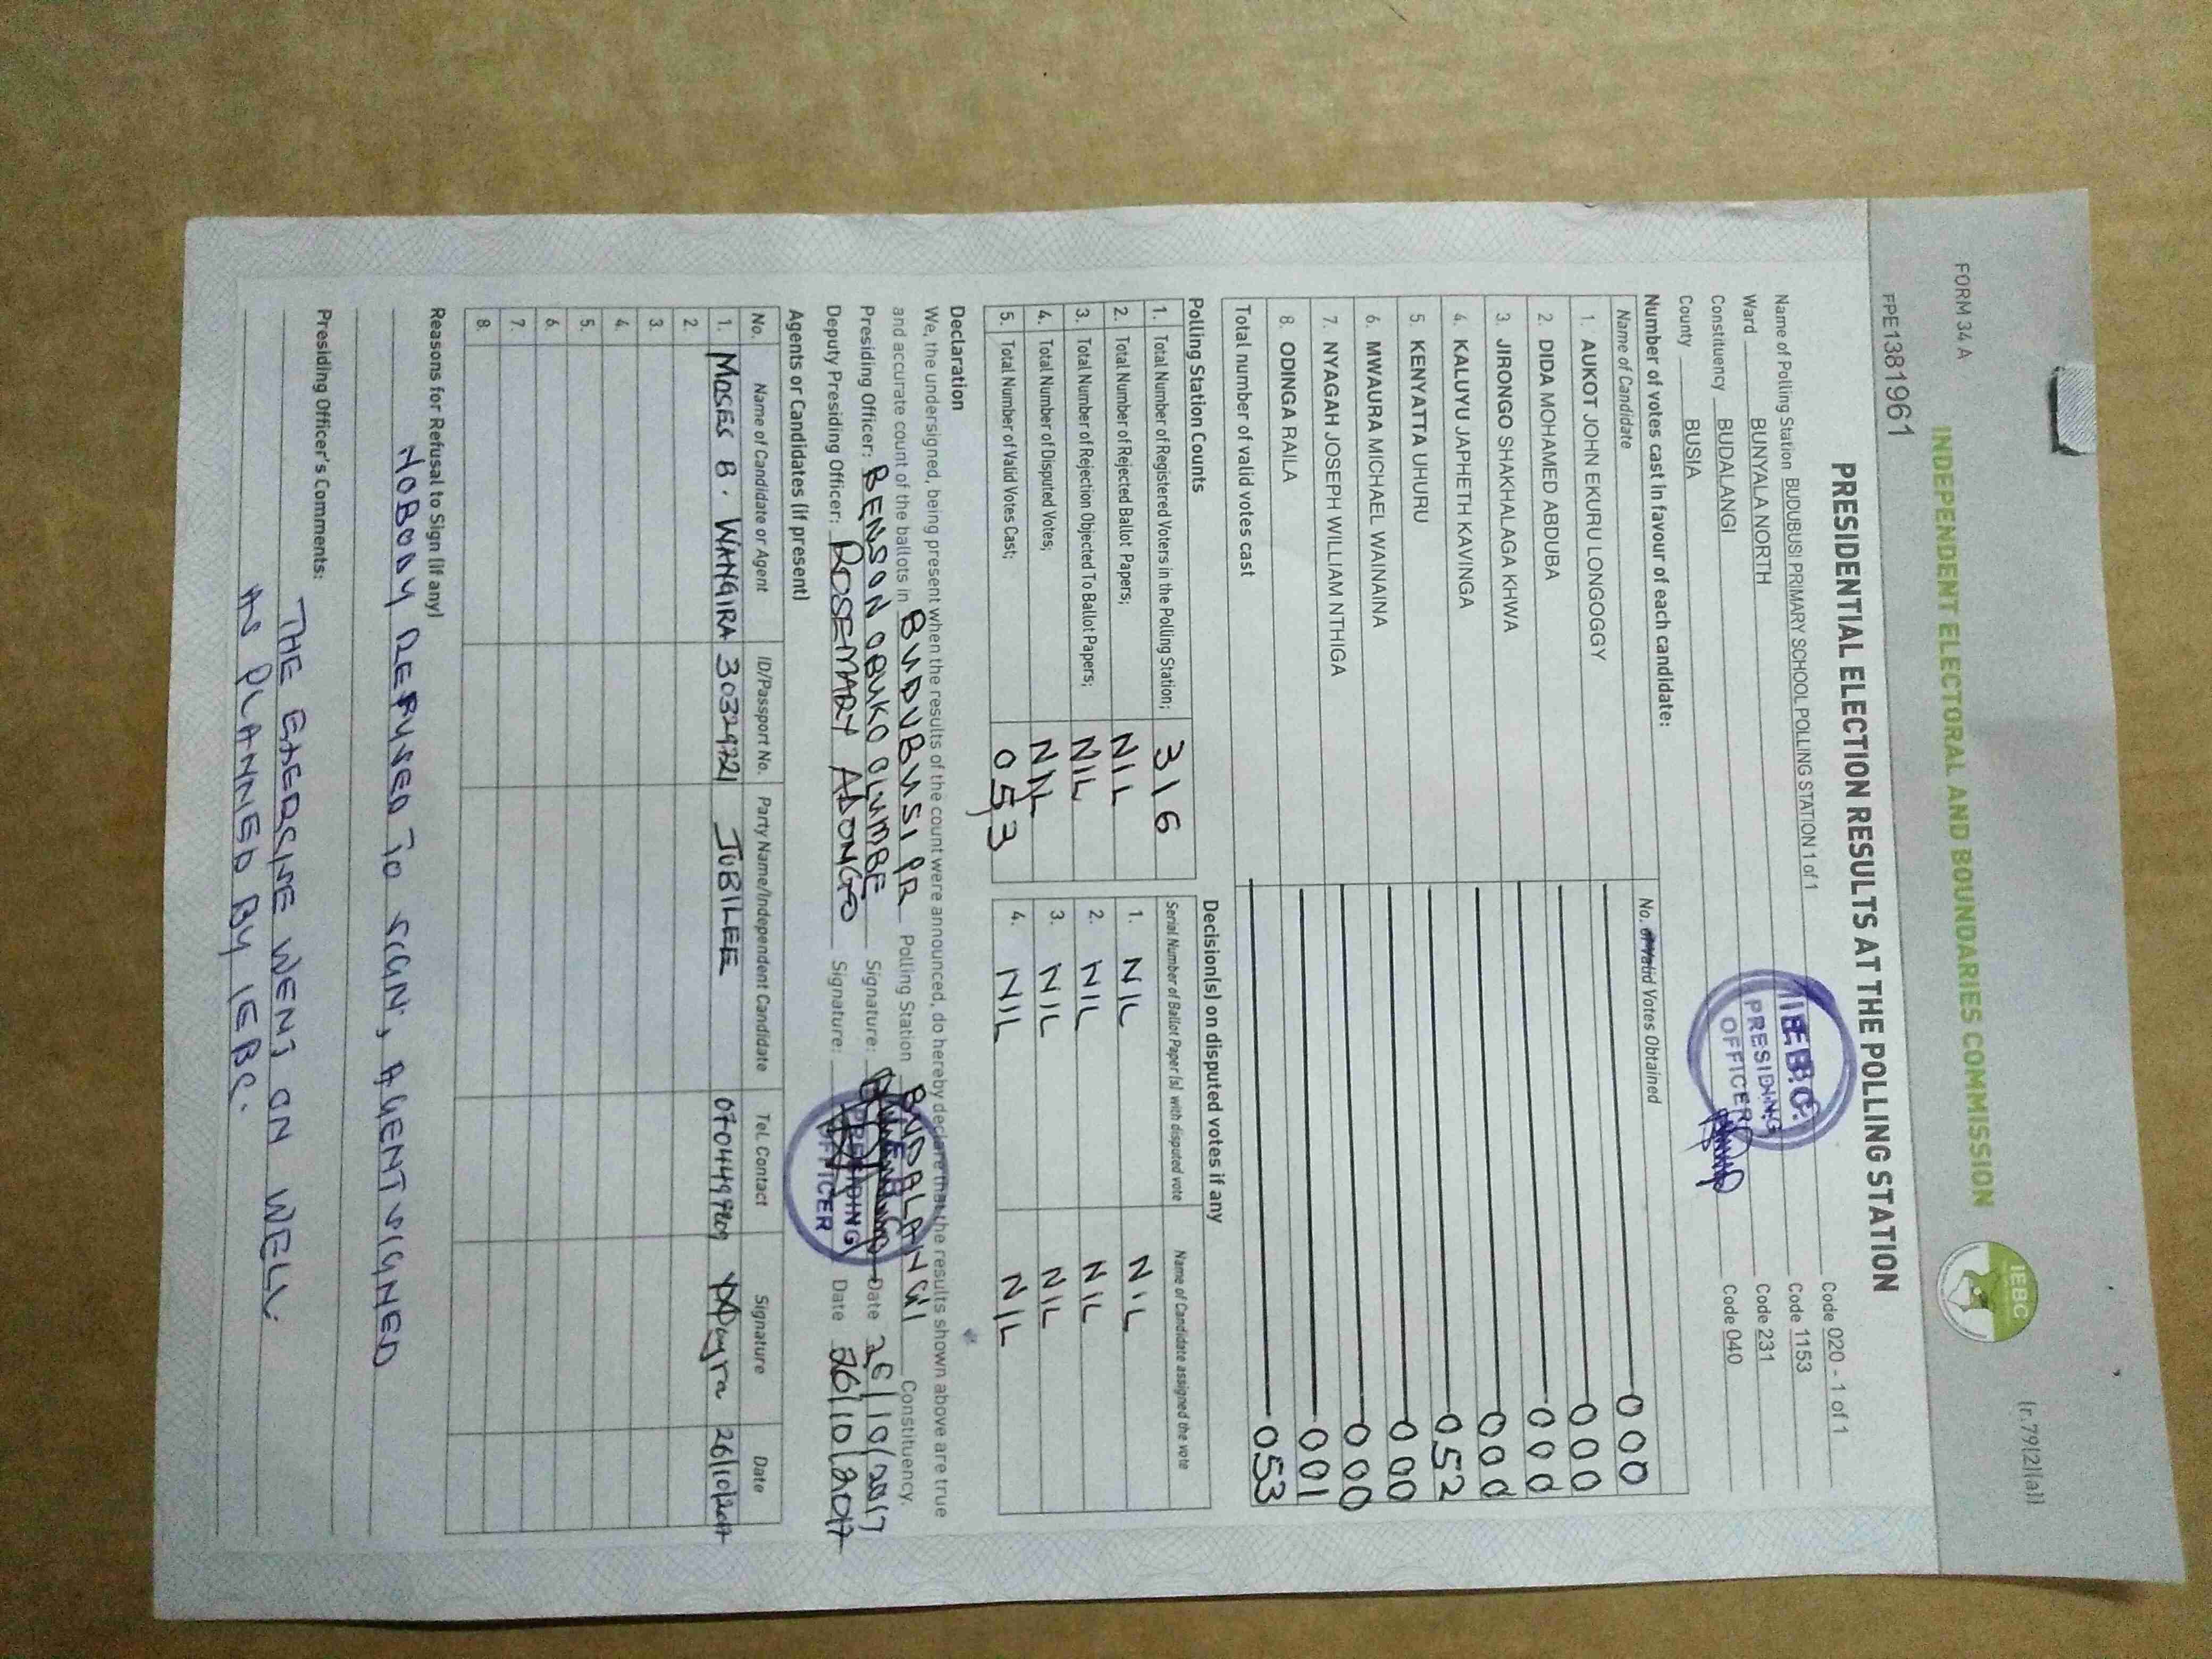 FORM 34 A
(r.79(2)(a))
INDEPENDENT ELECTORAL AND BOUNDARIES COMMISSION
IEBC
FPE1381961
PRESIDENTIAL ELECTION RESULTS AT THE POLLING STATION
Name of Polling Station BUDUBUSI PRIMARY SCHOOL POLLING STATION 1 of 1 Code 020 - 1 of 1
Ward BUNYALA NORTH Code 1153
Constituency BUDALANGI Code 231
County BUSIA Code 040
I.E.B.C.
PRESIDING
OFFICER
Number of votes cast in favour of each candidate:
Name of Candidate No. of Valid Votes Obtained
1. AUKOT JOHN EKURU LONGOGGY 000
2. DIDA MOHAMED ABDUBA 000
3. JIRONGO SHAKHALAGA KHWA 000
4. KALUYU JAPHETH KAVINGA 000
5. KENYATTA UHURU 052
6. MWAURA MICHAEL WAINAINA 000
7. NYAGAH JOSEPH WILLIAM NTHIGA 000
8. ODINGA RAILA 001
Total number of valid votes cast 053
Polling Station Counts
1. Total Number of Registered Voters in the Polling Station; 316
2. Total Number of Rejected Ballot Papers; NIL
3. Total Number of Rejection Objected To Ballot Papers; NIL
4. Total Number of Disputed Votes; NIL
5. Total Number of Valid Votes Cast; 053
Decision(s) on disputed votes if any
Serial Number of Ballot Paper (s) with disputed vote Name of Candidate assigned the vote
1. NIL NIL
2. NIL NIL
3. NIL NIL
4. NIL NIL
Declaration
We, the undersigned, being present when the results of the count were announced, do hereby declare that the results shown above are true
and accurate count of the ballots in BUDUBUSI PR Polling Station BUDALANGI Constituency.
Presiding Officer: BENSON OBUKO OLUMBE Signature: Date 26/10/2017
Deputy Presiding Officer: ROSEMARY ADONGO Signature: Date 26/10/2017
PRESIDING
OFFICER
Agents or Candidates (if present)
No. Name of Candidate or Agent ID/Passport No. Party Name/Independent Candidate Tel. Contact Signature Date
1. MOSES B. WANGIRA 30329721 JUBILEE 26/10/2017
2.
3.
4.
5.
6.
7.
8.
Reasons for Refusal to Sign (if any)
NOBODY REFUSED TO SIGN, AGENT SIGNED
Presiding Officer's Comments:
THE EXERCISE WENT ON WELL
AS PLANNED BY IEBC.